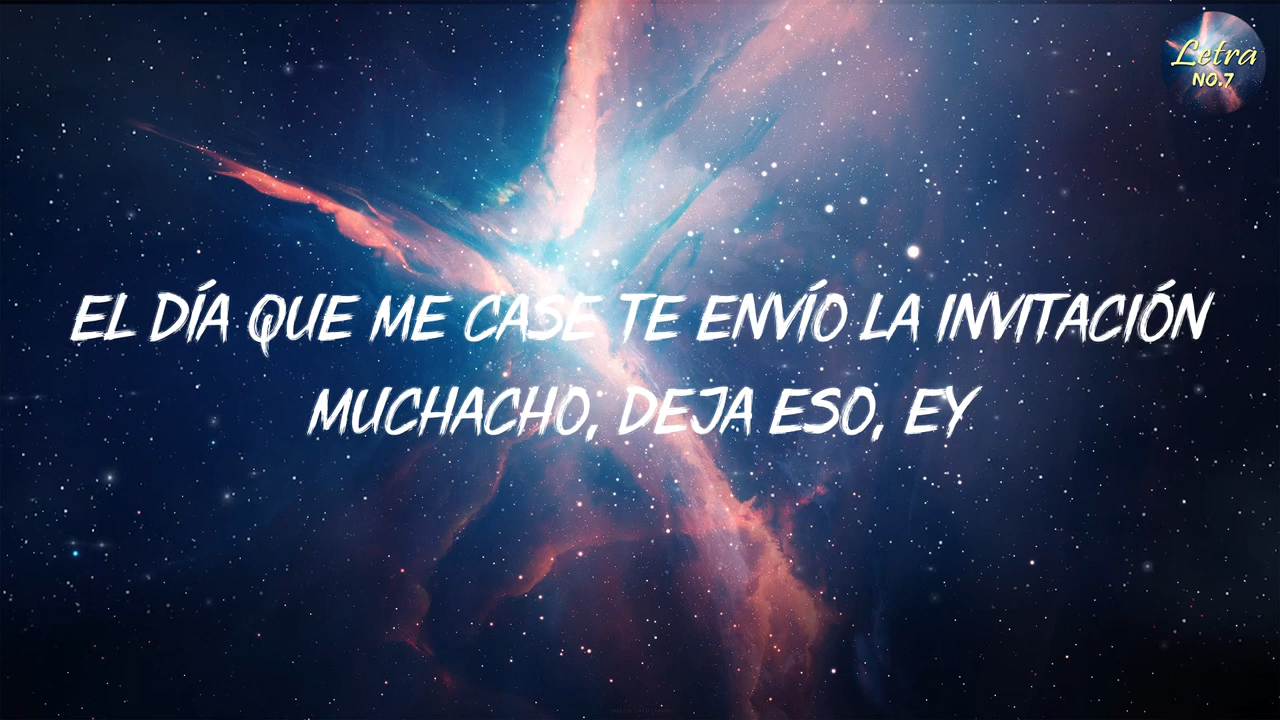 Letra
NO.7
EL DÍA QUE ME CASE TE ENVÍO LA INVITACIÓN
MUCHACHO, DEJA ESO, EY